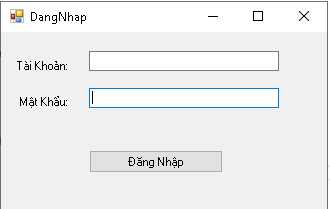 DangNhap
Tài Khoản:
Mật Khẩu:
Đăng Nhập